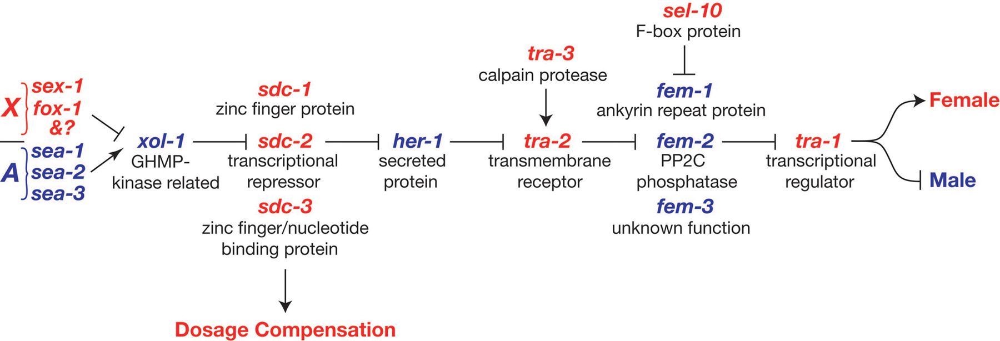 X
sex-1
fox-1
&?
A
sea-1
sea-2
sea-3
xol-1
GHMP-
kinase related
sdc-1
zinc finger protein
sdc-2
transcriptional
repressor
sdc-3
zinc finger/nucleotide
binding protein
Dosage Compensation
her-1
secreted
protein
tra-3
calpain protease
tra-2
transmembrane
receptor
sel-10
F-box protein
fem-1
ankyrin repeat protein
fem-2
PP2C
phosphatase
fem-3
unknown function
tra-1
transcriptional
regulator
Female
Male